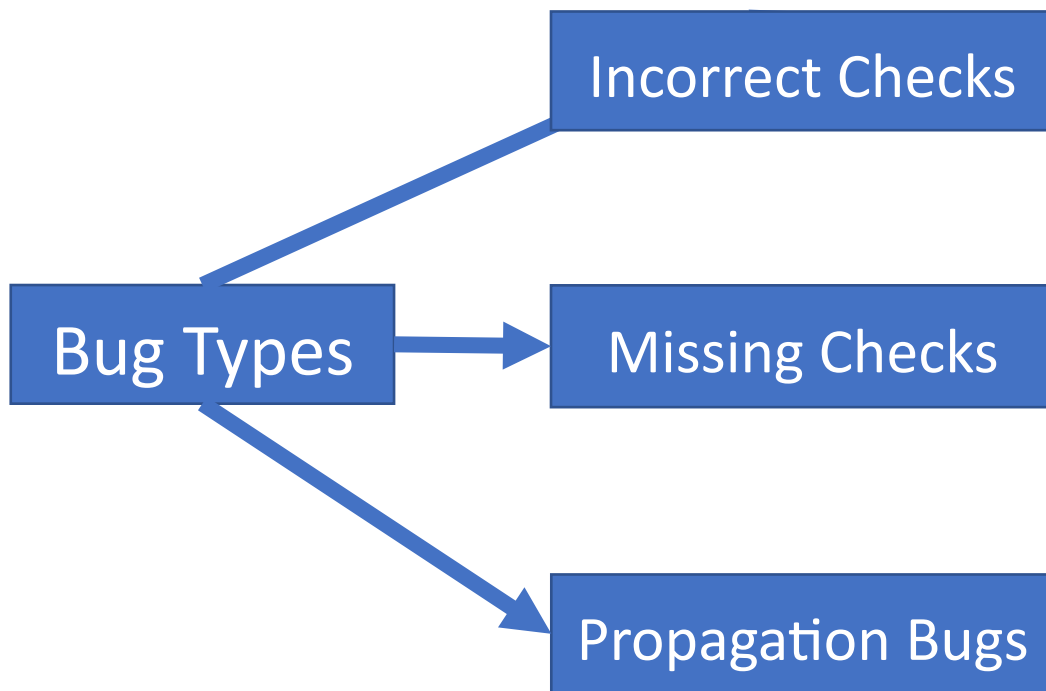 Incorrect Checks
Bug Types
Missing Checks
Propagation Bugs